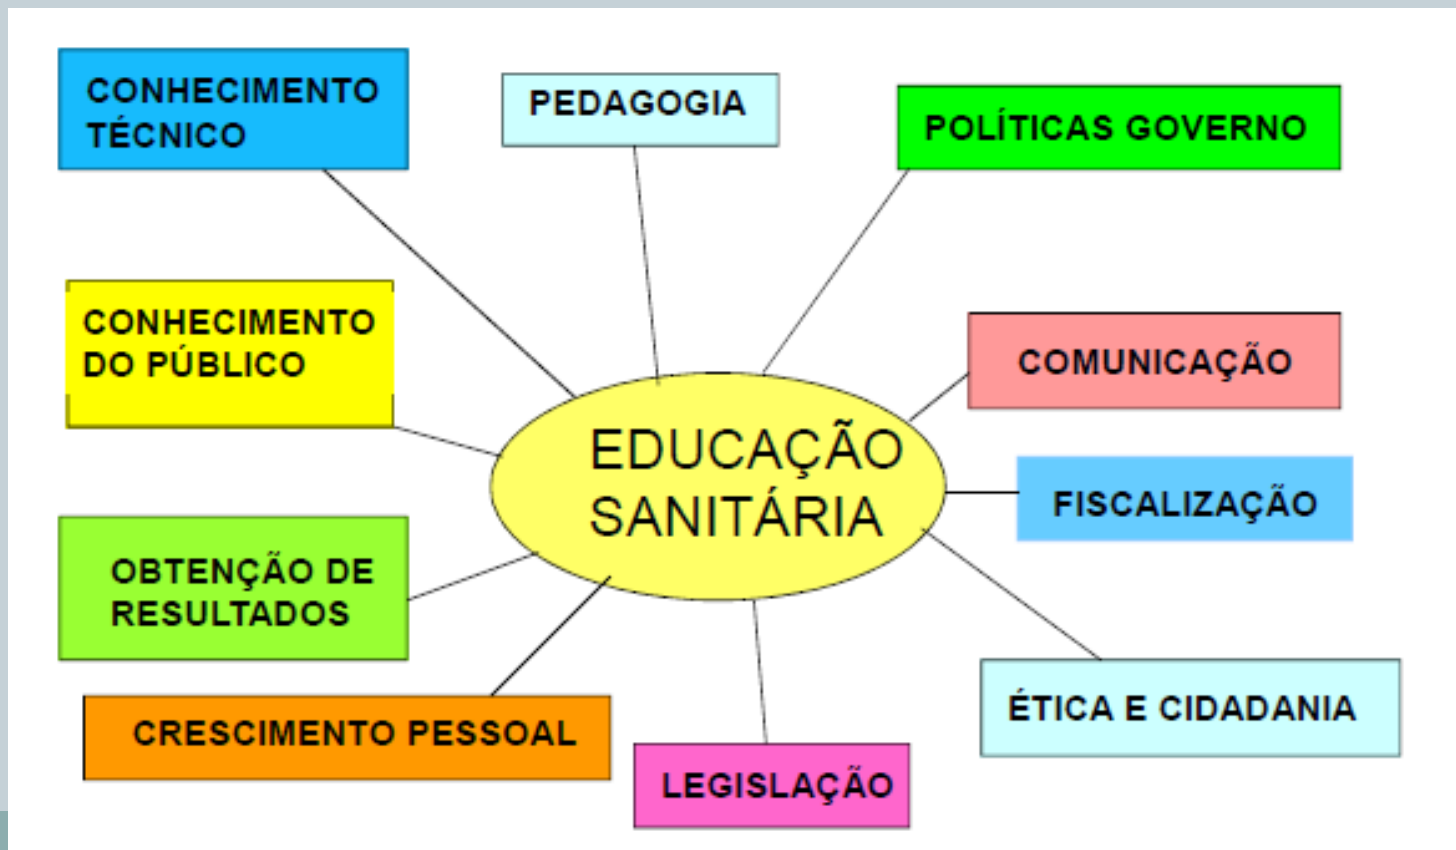 CONHECIMENTO
TÉCNICO
PEDAGOGIA
POLÍTICAS GOVERNO
CONHECIMENTO
DO PÚBLICO
COMUNICAÇÃO
EDUCAÇÃO
SANITÁRIA
FISCALIZAÇÃO
OBTENÇÃO DE
RESULTADOS
CRESCIMENTO PESSOAL
ÉTICA E CIDADANIA
LEGISLAÇÃO